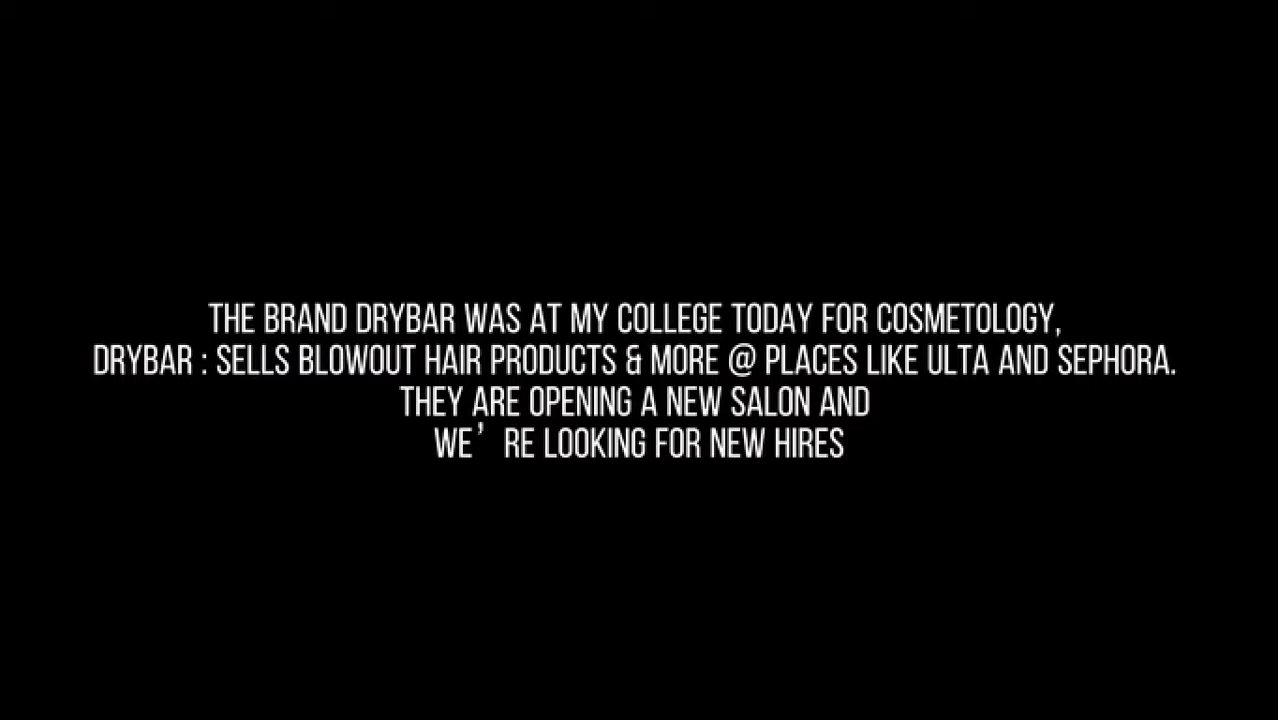 THE BRAND DRYBAR WAS AT MY COLLEGE TODAY FOR COSMETOLOGY,
DRYBAR : SELLS BLOWOUT HAIR PRODUCTS & MORE @ PLACES LIKE ULTA AND SEPHORA.
THEY ARE OPENING A NEW SALON AND
WE’RE LOOKING FOR NEW HIRES